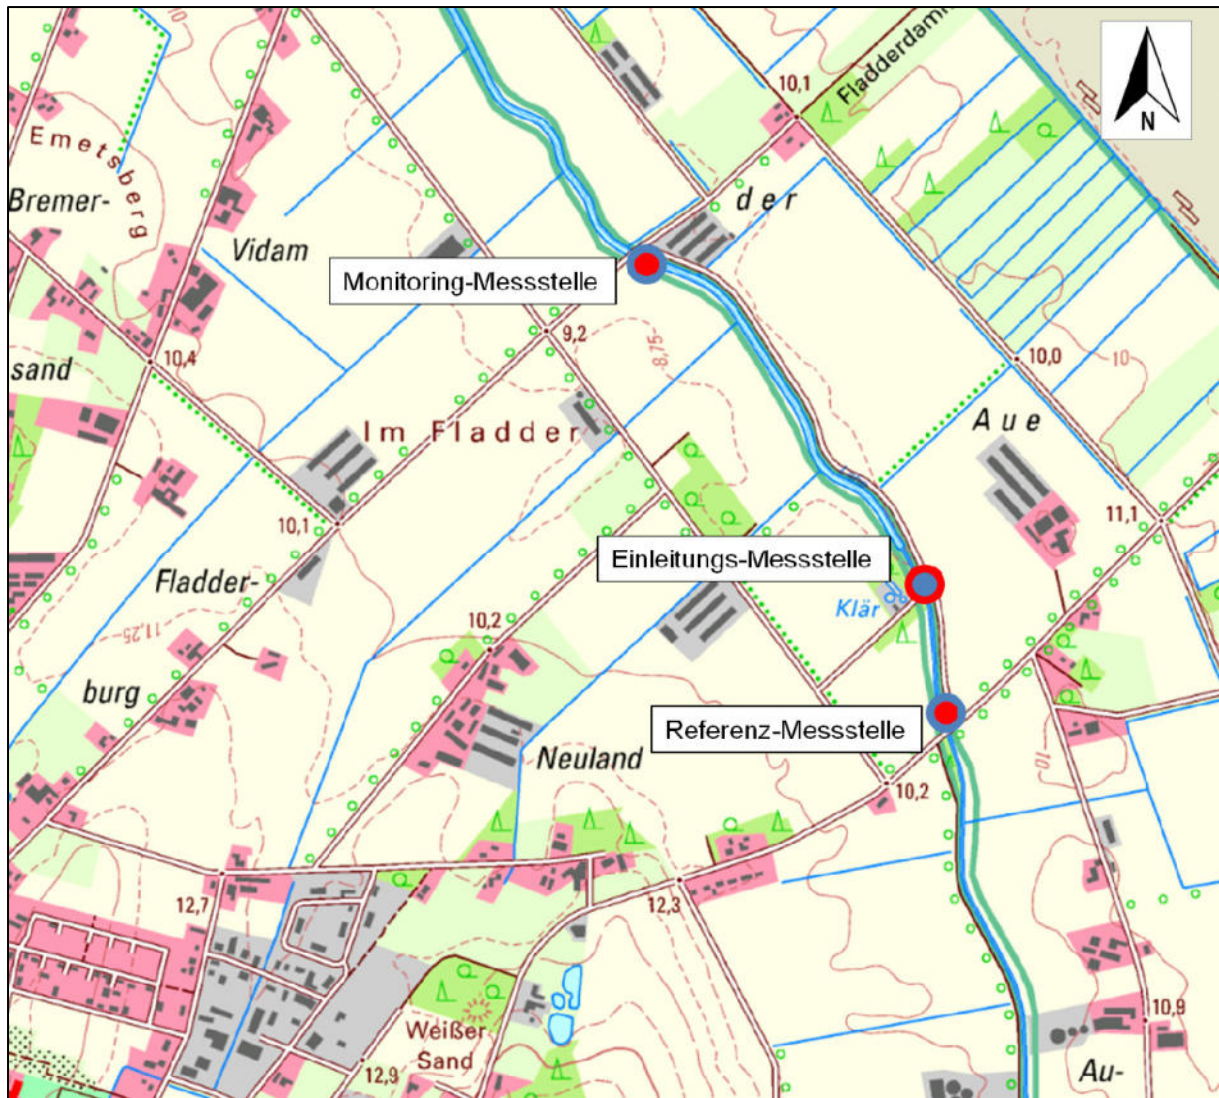 Fladderdamm
10,1
N
Emetsberg
Bremer-
der
Vidam
Monitoring-Messstelle
9,2
8,75
10,4
10,0
10
sand
Aue
Im Fladder
10,1
11,1
Einleitungs-Messstelle
Fladder-
Klär
11,25
10,2
burg
Referenz-Messstelle
Neuland
10
10,2
12,7
12,3
Weißer
Sand
10,9
12,9
Au-